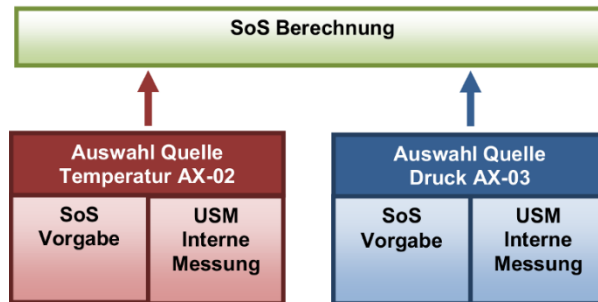 SoS Berechnung
Auswahl Quelle
Temperatur AX-02
SoS
Vorgabe
USM
Interne
Messung
Auswahl Quelle
Druck AX-03
SoS
Vorgabe
USM
Interne
Messung